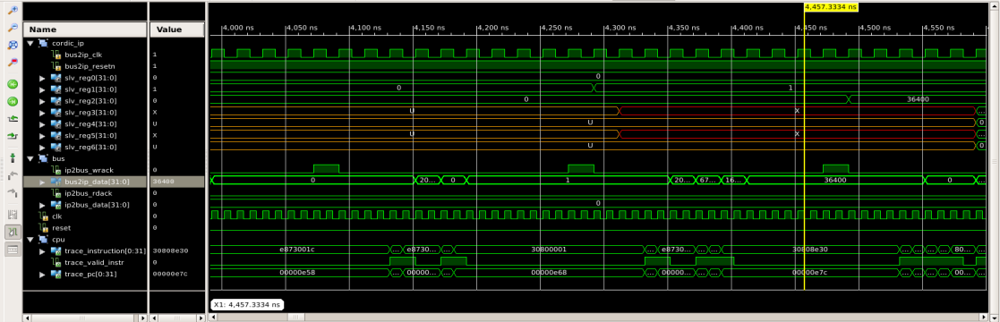 4,457.3334 ns
Name Value
4,000 ns 4,050 ns 4,100 ns 4,150 ns 4,200 ns 4,250 ns 4,300 ns 4,350 ns 4,400 ns 4,450 ns 4,500 ns 4,550 ns
cordic_ip
bus2ip_clk 1
bus2ip_resetn 1
slv_reg0[31:0] 0 0
slv_reg1[31:0] 1 0 1
slv_reg2[31:0] 0 0 36400
slv_reg3[31:0] X U X ...
slv_reg4[31:0] U U 0
slv_reg5[31:0] X U X ...
slv_reg6[31:0] U U 0
bus
ip2bus_wrack 0
bus2ip_data[31:0] 36400 0 20... 0 1 20... 67... 16... 36400 0 ...
ip2bus_rdack 0
ip2bus_data[31:0] 0 0
clk 0
reset 0
cpu
trace_instruction[0:31] 30808e30 e873001c ... e8730... ... 30800001 ... e8730... ... ... 30808e30 ... ... ... ... 80... ...
trace_valid_instr 0
trace_pc[0:31] 00000e7c 00000e58 ... 00000... ... 00000e68 ... 00000... ... ... 00000e7c ... ... ... ... 00... ...
X1: 4,457.3334 ns